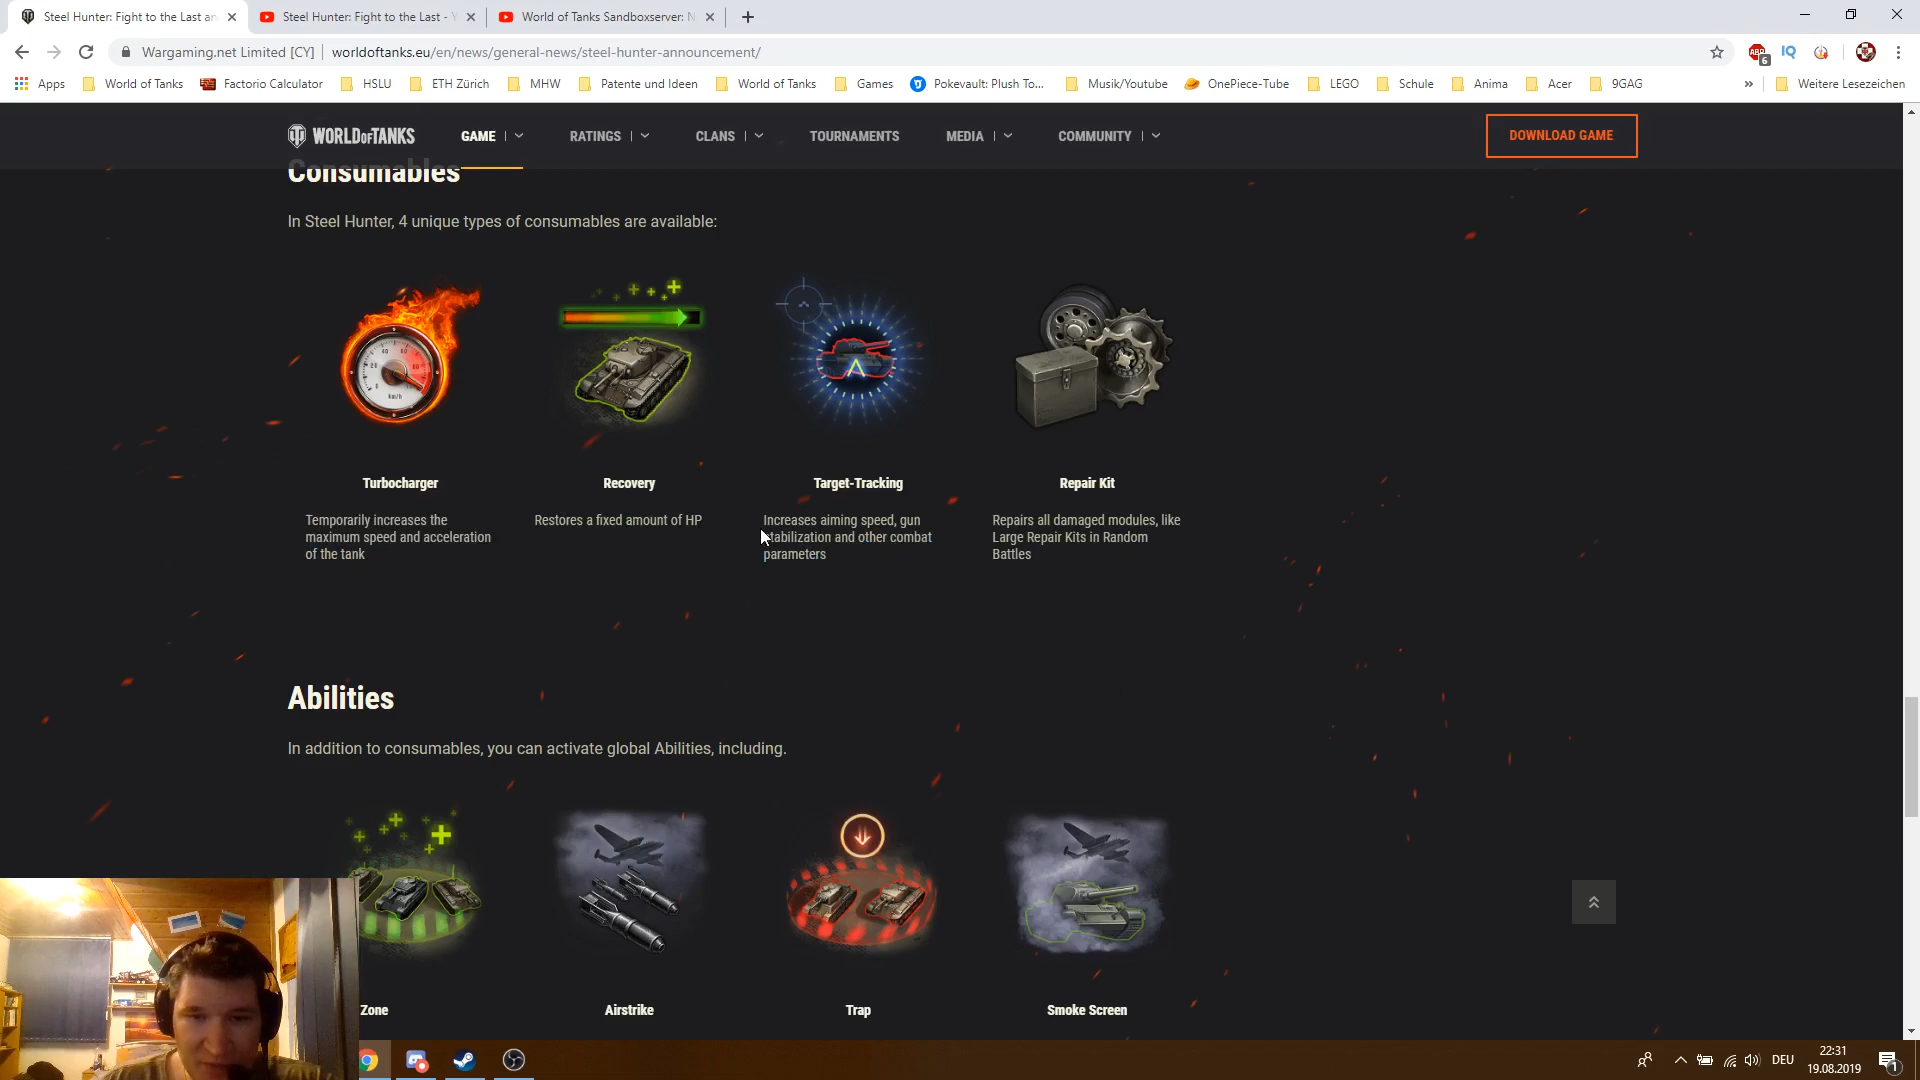 Steel Hunter: Fight to the Last an
Steel Hunter: Fight to the Last - Y
World of Tanks Sandboxserver: N
Wargaming.net Limited [CY] worldoftanks.eu/en/news/general-news/steel-hunter-announcement/
ABP
6
IQ
Apps World of Tanks Factorio Calculator HSLU ETH Zürich MHW Patente und Ideen World of Tanks Games Pokevault: Plush To... Musik/Youtube OnePiece-Tube LEGO Schule Anima Acer 9GAG » Weitere Lesezeichen
WORLD OF TANKS GAME RATINGS CLANS TOURNAMENTS MEDIA COMMUNITY DOWNLOAD GAME
Consumables
In Steel Hunter, 4 unique types of consumables are available:
km/h
Turbocharger
Temporarily increases the
maximum speed and acceleration
of the tank
Recovery
Restores a fixed amount of HP
Target-Tracking
Increases aiming speed, gun
stabilization and other combat
parameters
Repair Kit
Repairs all damaged modules, like
Large Repair Kits in Random
Battles
Abilities
In addition to consumables, you can activate global Abilities, including.
Zone
Airstrike
Trap
Smoke Screen
DEU
22:31
19.08.2019
1